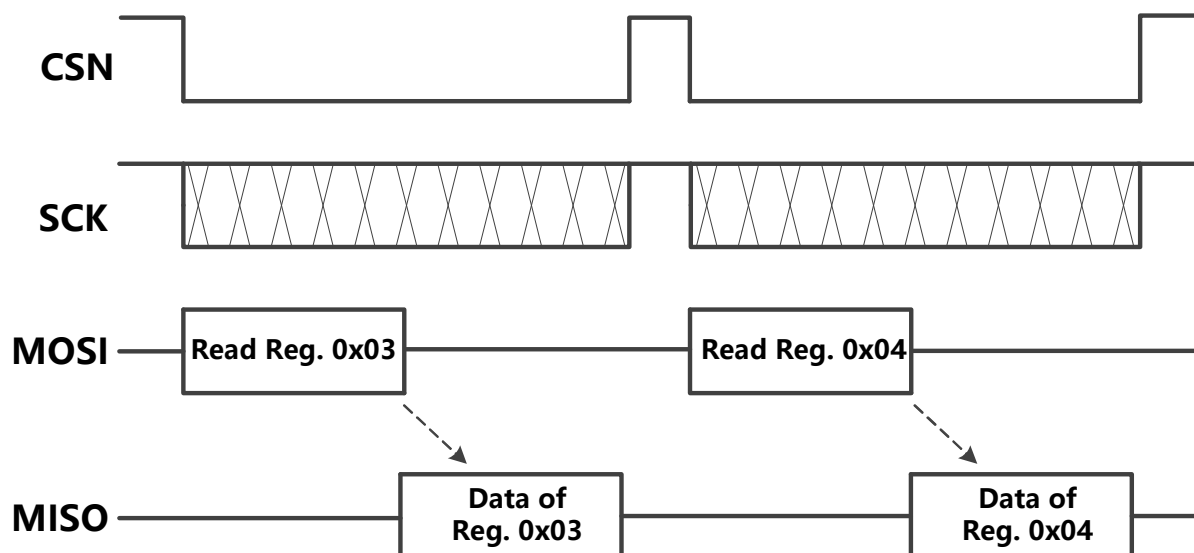 CSN
SCK
MOSI
Read Reg. 0x03
Read Reg. 0x04
MISO
Data of
Reg. 0x03
Data of
Reg. 0x04